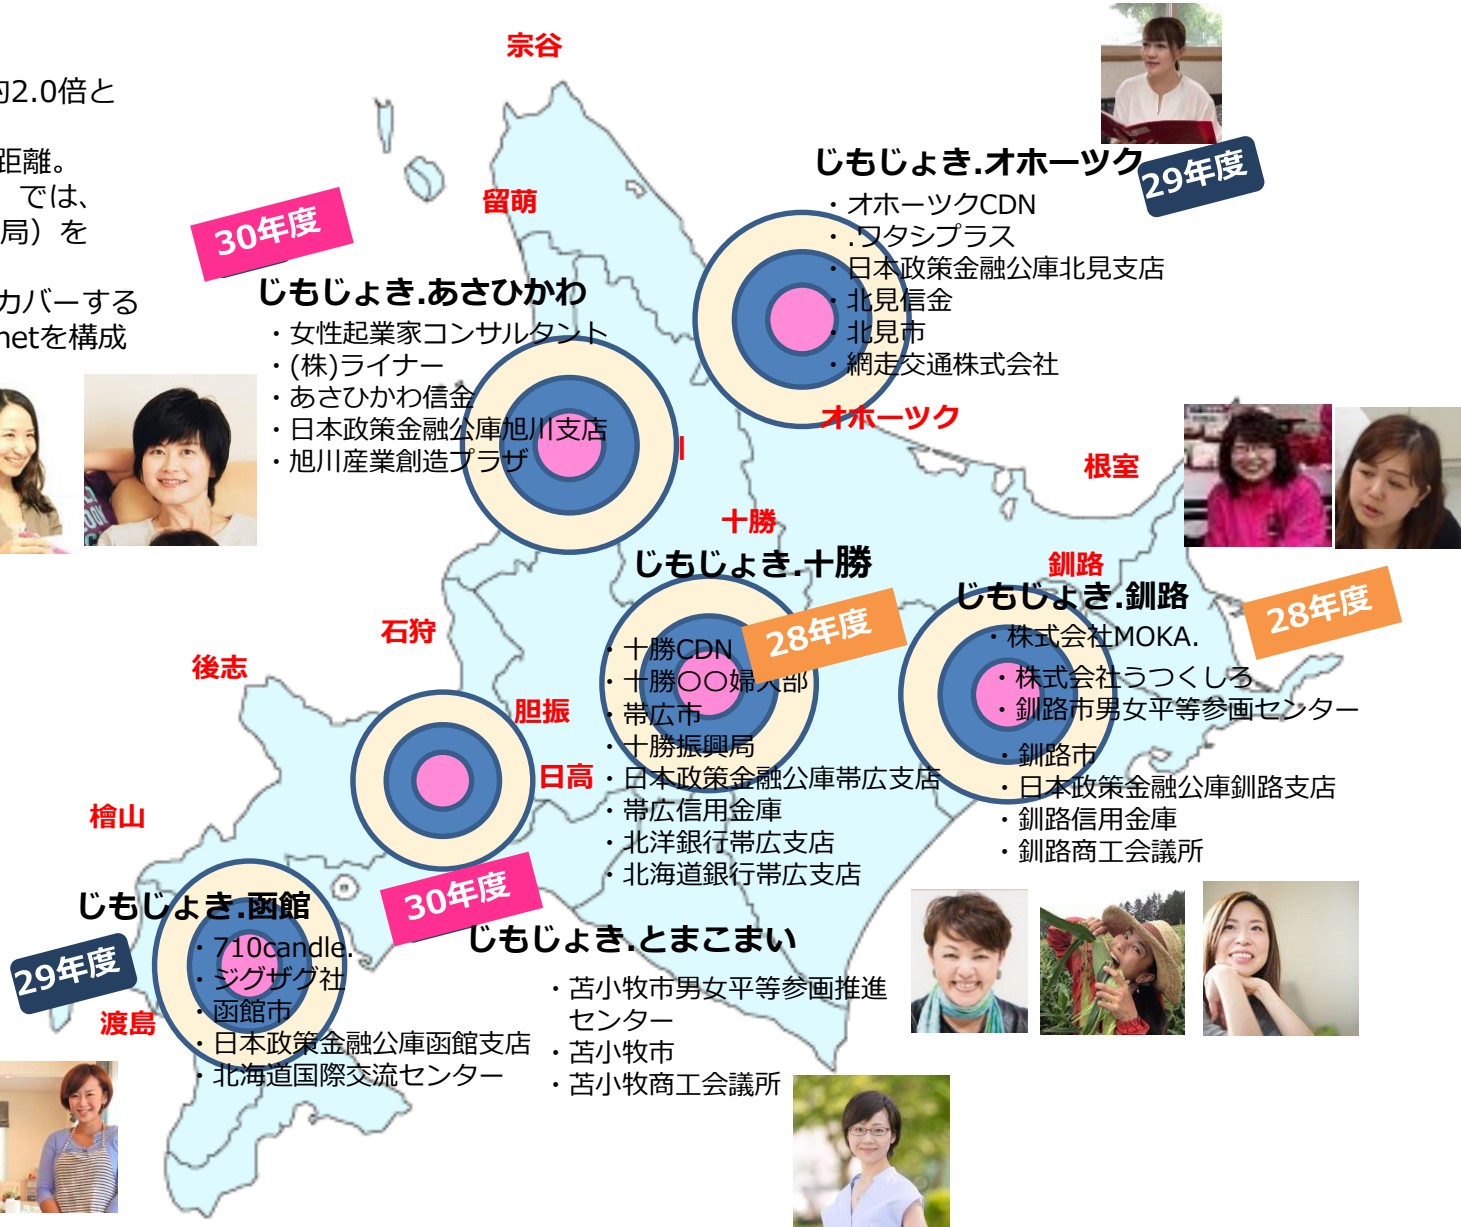 宗谷
約2.0倍と
距離。
では、
局）を
カバーする
netを構成
留萌
30年度
じもじょき.あさひかわ
・女性起業家コンサルタント
・(株)ライナー
・あさひかわ信金
・日本政策金融公庫旭川支店
・旭川産業創造プラザ
じもじょき.オホーツク
29年度
・オホーツクCDN
・.ワタシプラス
・日本政策金融公庫北見支店
・北見信金
・北見市
・網走交通株式会社
オホーツク
根室
十勝
じもじょき.十勝
28年度
・十勝CDN
・十勝〇〇婦人部
・帯広市
・十勝振興局
・日本政策金融公庫帯広支店
・帯広信用金庫
・北洋銀行帯広支店
・北海道銀行帯広支店
釧路
じもじょき.釧路
28年度
・株式会社MOKA.
・株式会社うつくしろ
・釧路市男女平等参画センター
・釧路市
・日本政策金融公庫釧路支店
・釧路信用金庫
・釧路商工会議所
石狩
後志
胆振
日高
檜山
30年度
じもじょき.とまこまい
・苫小牧市男女平等参画推進
センター
・苫小牧市
・苫小牧商工会議所
じもじょき.函館
29年度
・710candle.
・ジグザグ社
・函館市
・日本政策金融公庫函館支店
・北海道国際交流センター
渡島